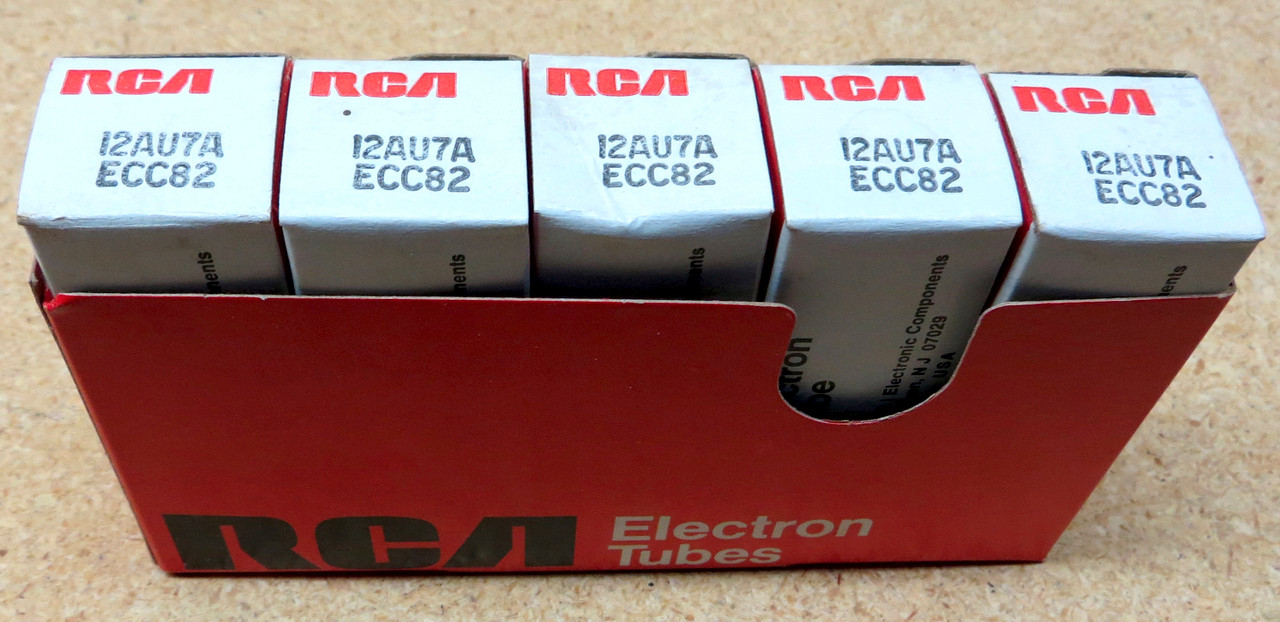 RCA
12AU7A
ECC82
RCA
12AU7A
ECC82
RCA
12AU7A
ECC82
RCA
12AU7A
ECC82
RCA
12AU7A
ECC82
Electronic Components
N J 07029
USA
RCA Electron
Tubes